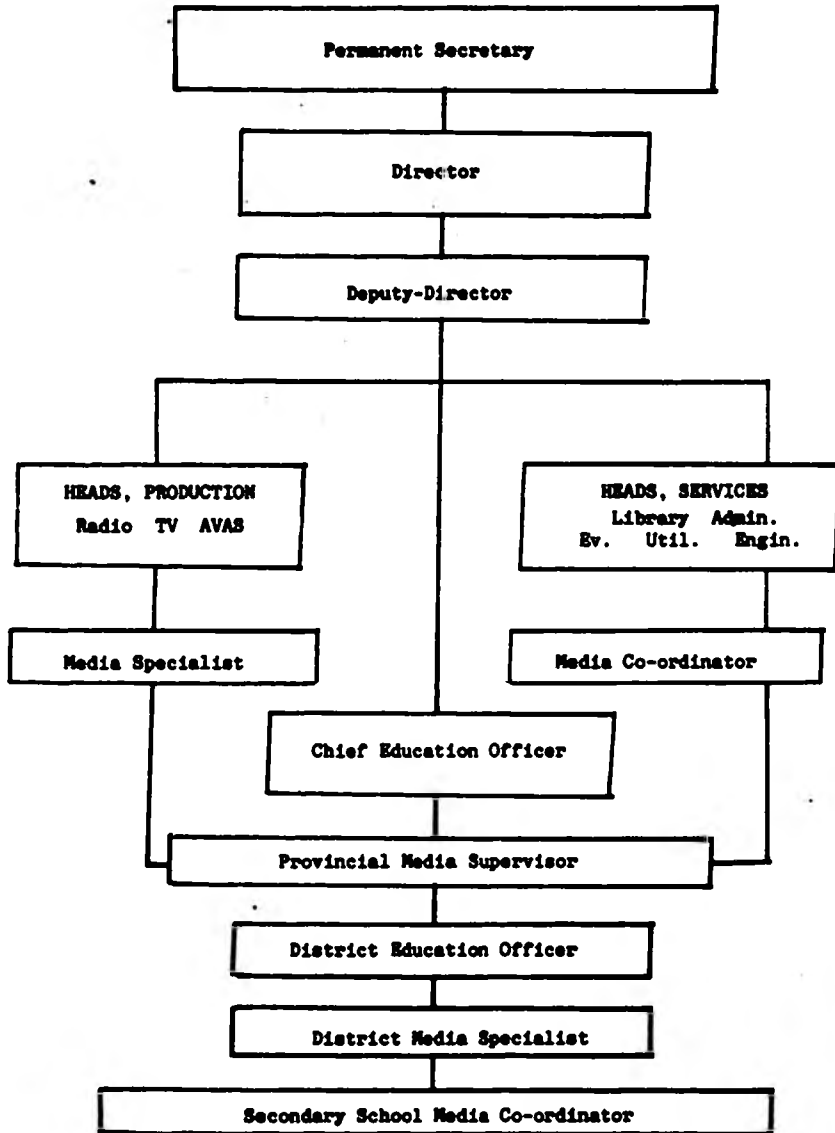 Permanent Secretary
Director
Deputy-Director
HEADS, PRODUCTION
Radio TV AVAS
HEADS, SERVICES
Library Admin.
Ev. Util. Engin.
Media Specialist
Media Co-ordinator
Chief Education Officer
Provincial Media Supervisor
District Education Officer
District Media Specialist
Secondary School Media Co-ordinator